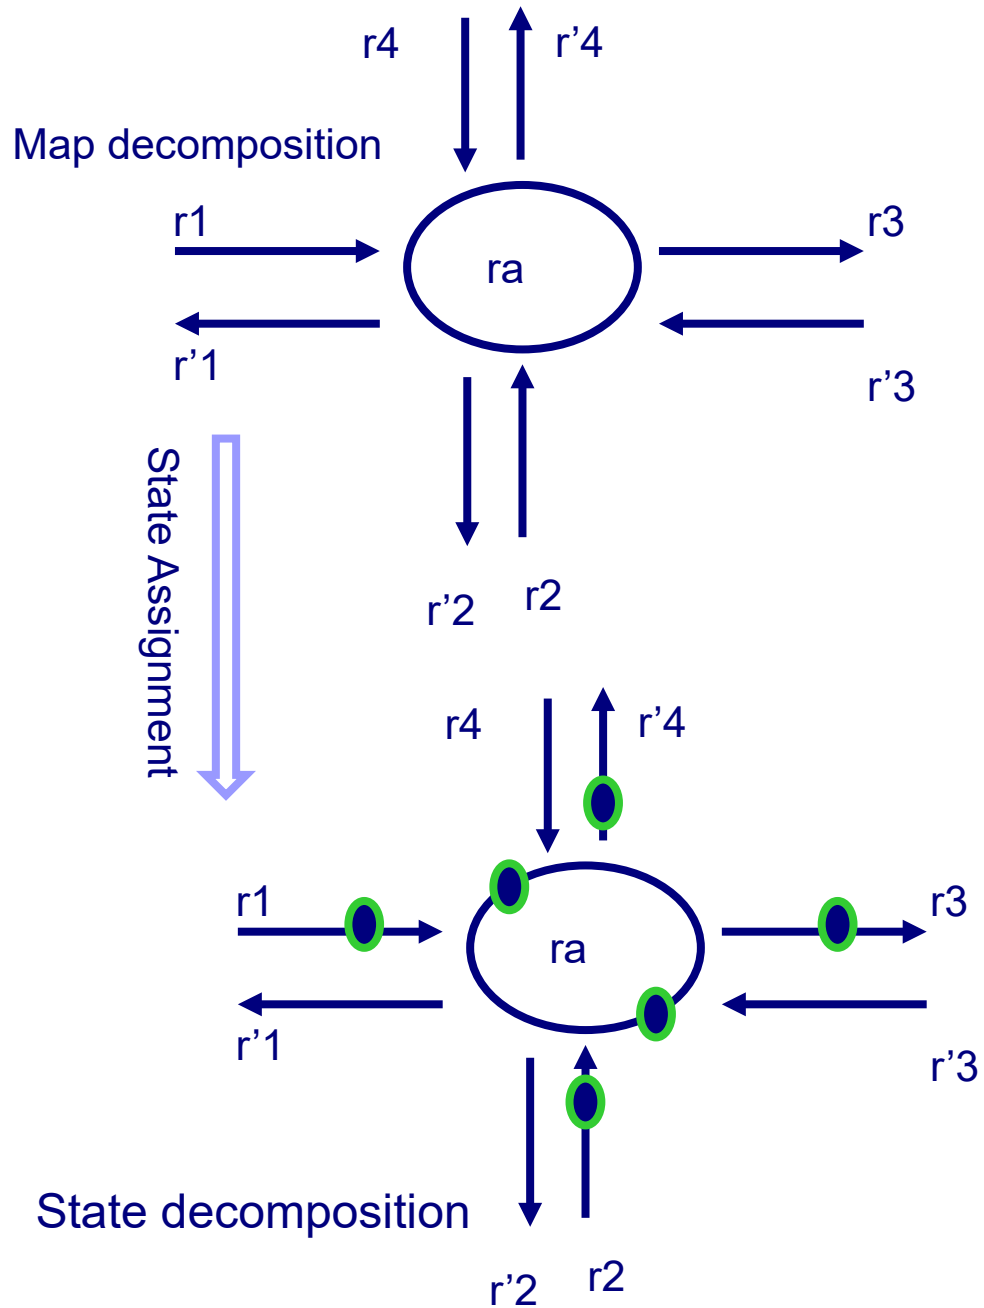 r4
r’4
Map decomposition
r1
r3
ra
r’1
r’3
State Assignment
r’2
r2
r4
r’4
r1
r3
ra
r’1
r’3
State decomposition
r’2
r2